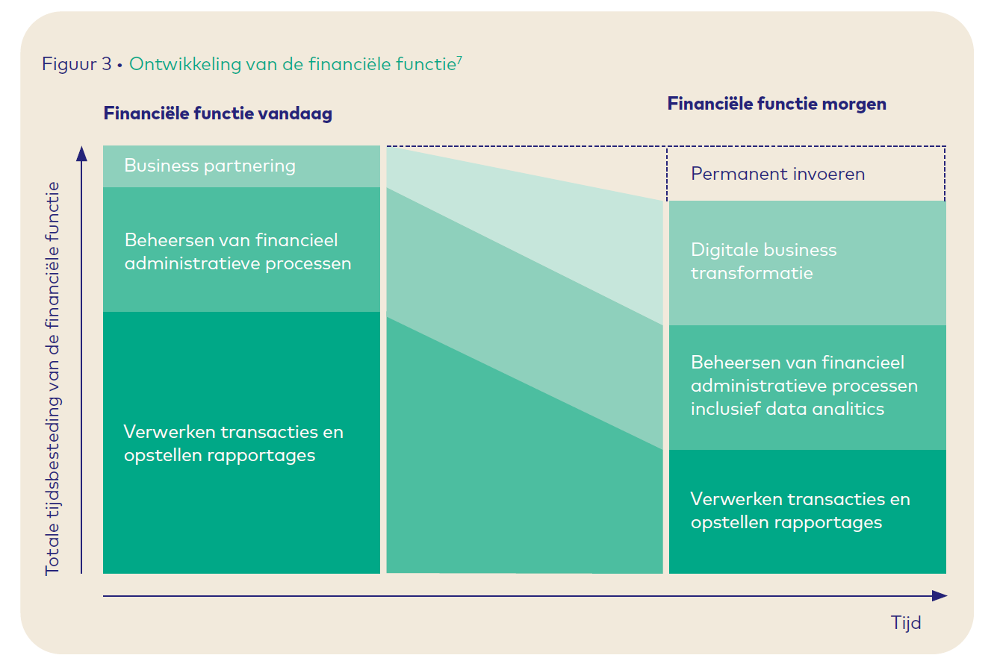 Figuur 3 • Ontwikkeling van de financiële functie⁷
Financiële functie vandaag
Financiële functie morgen
Totale tijdsbesteding van de financiële functie
Business partnering
Beheersen van financieel
administratieve processen
Verwerken transacties en
opstellen rapportages
Permanent invoeren
Digitale business
transformatie
Beheersen van financieel
administratieve processen
inclusief data analitics
Verwerken transacties en
opstellen rapportages
Tijd